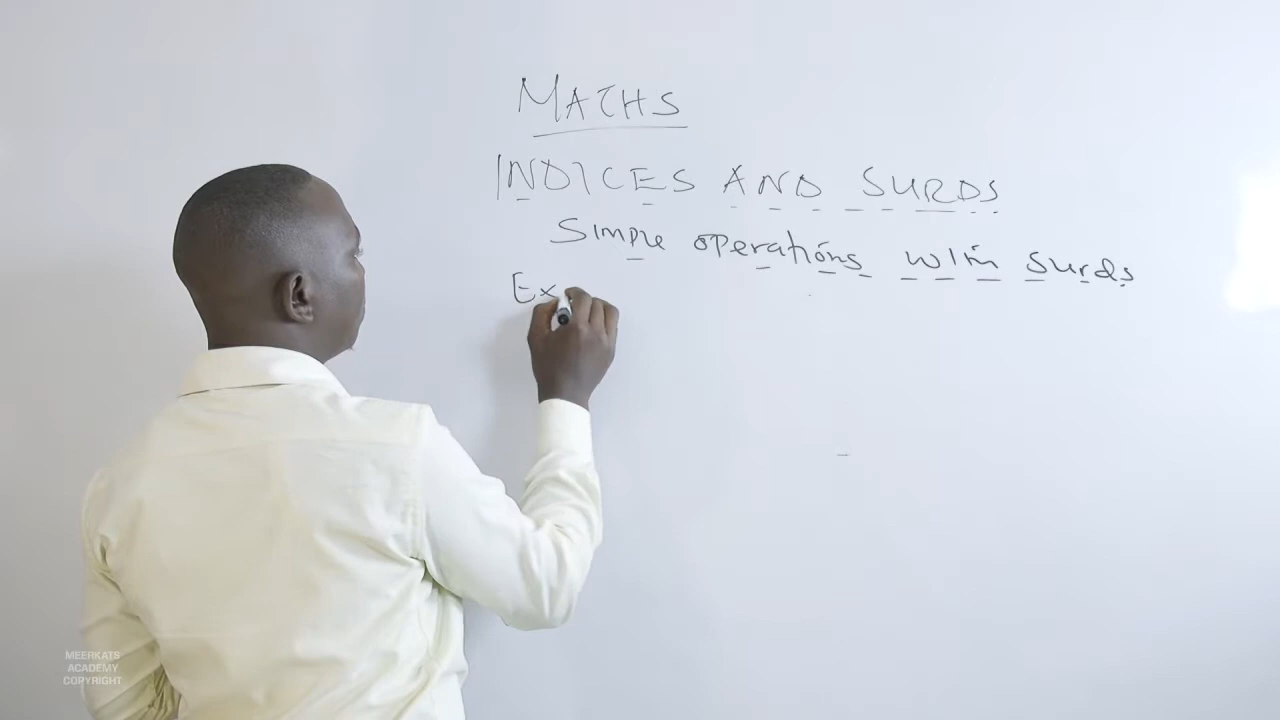 MATHS
INDICES AND SURDS
Simple operations with surds
Ex
MEERKATS
ACADEMY
COPYRIGHT